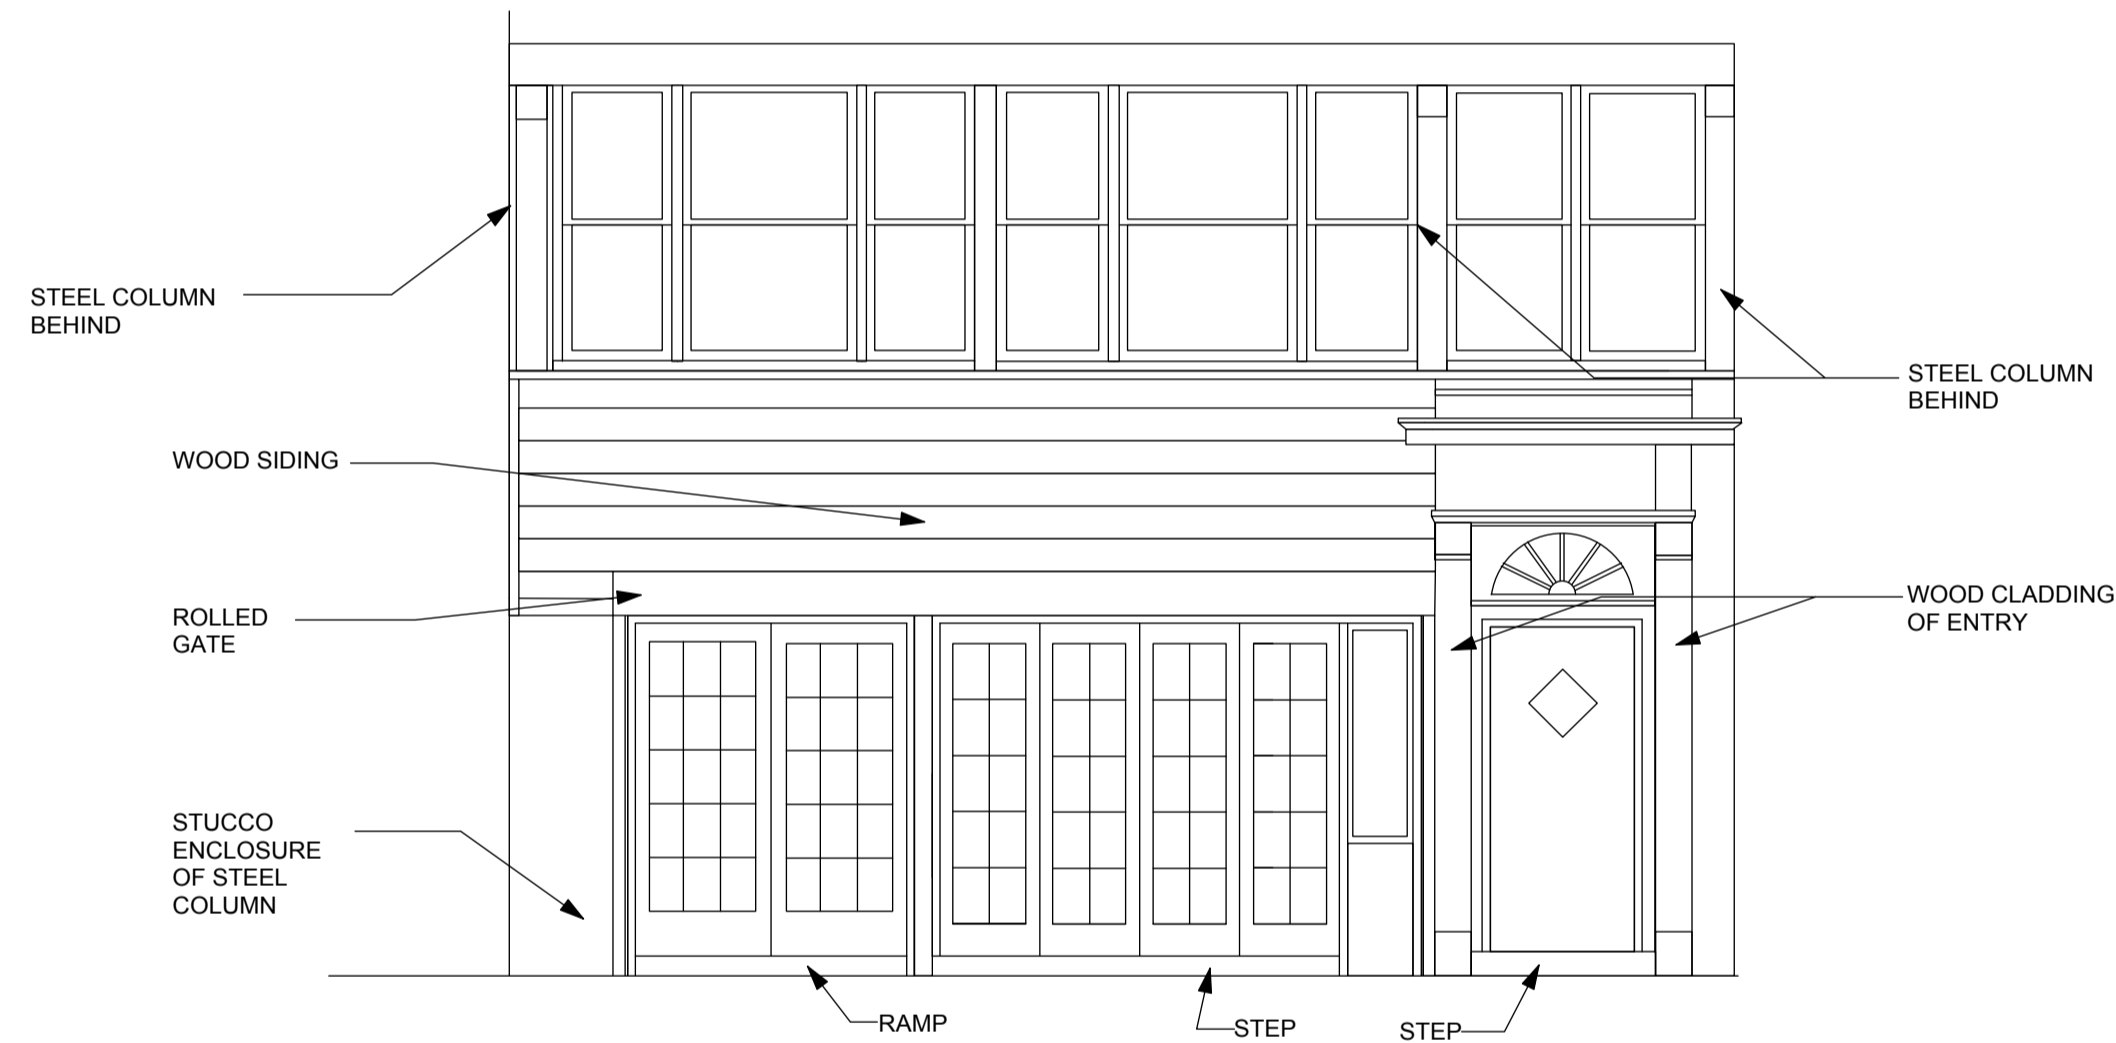 STEEL COLUMN
BEHIND
STEEL COLUMN
BEHIND
WOOD SIDING
ROLLED
GATE
WOOD CLADDING
OF ENTRY
STUCCO
ENCLOSURE
OF STEEL
COLUMN
RAMP
STEP
STEP